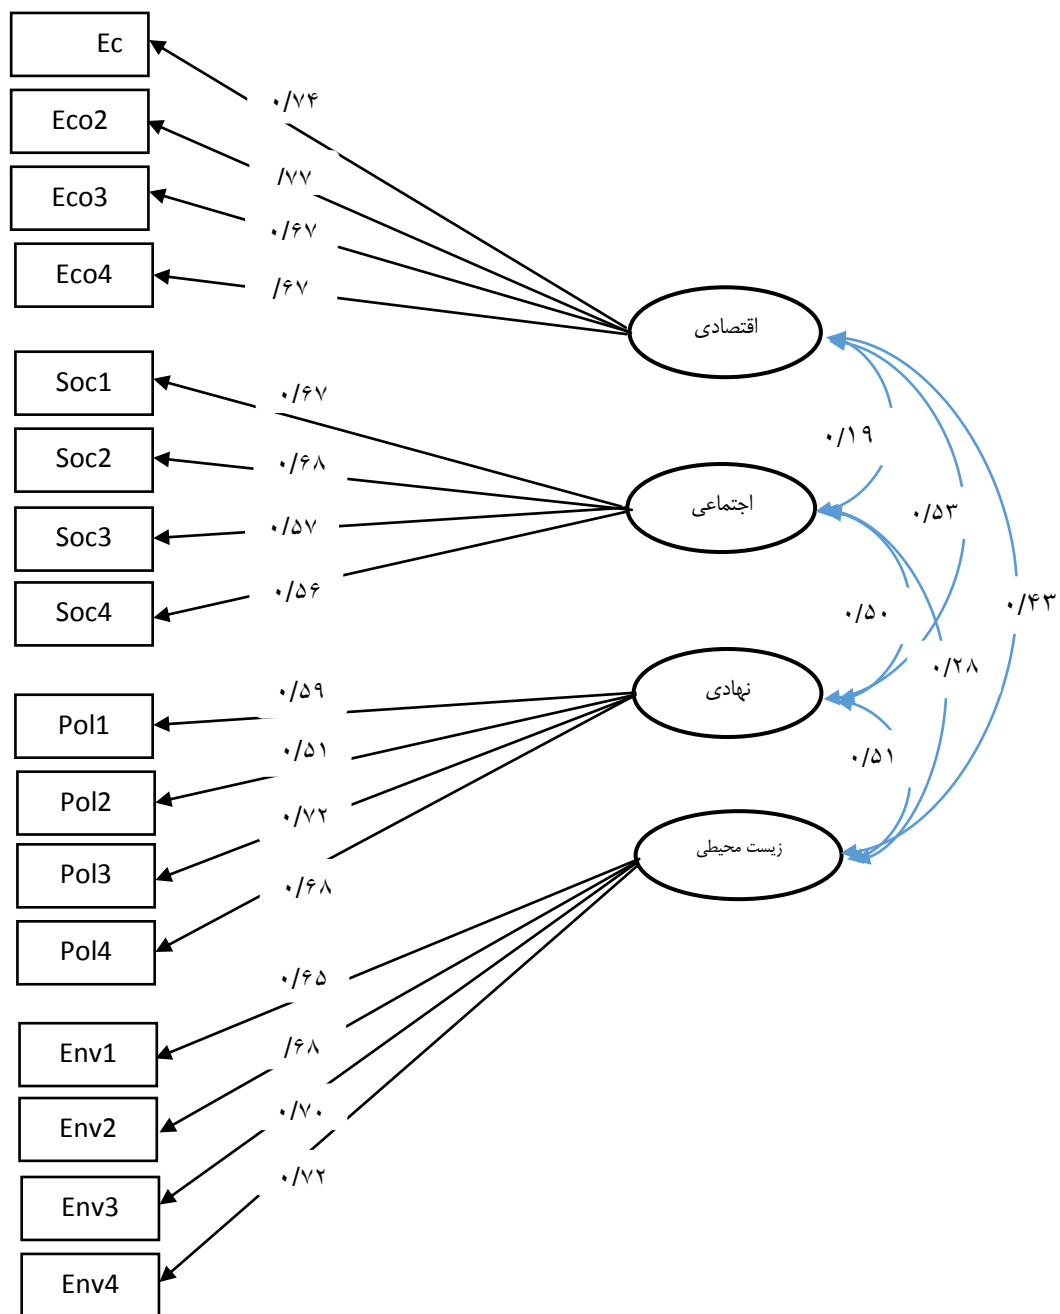 Ec
۰/۷۴
Eco2
/۷۷
Eco3
۰/۶۷
Eco4
/۶۷
اقتصادی
Soc1
۰/۶۷
Soc2
۰/۶۸
Soc3
۰/۵۷
Soc4
۰/۵۶
اجتماعی
۰/۱۹
۰/۵۳
۰/۴۳
۰/۵۰
۰/۲۸
۰/۵۱
Pol1
۰/۵۹
Pol2
۰/۵۱
Pol3
۰/۷۲
Pol4
۰/۶۸
نهادی
زیست محیطی
Env1
۰/۶۵
Env2
/۶۸
Env3
۰/۷۰
Env4
۰/۷۲